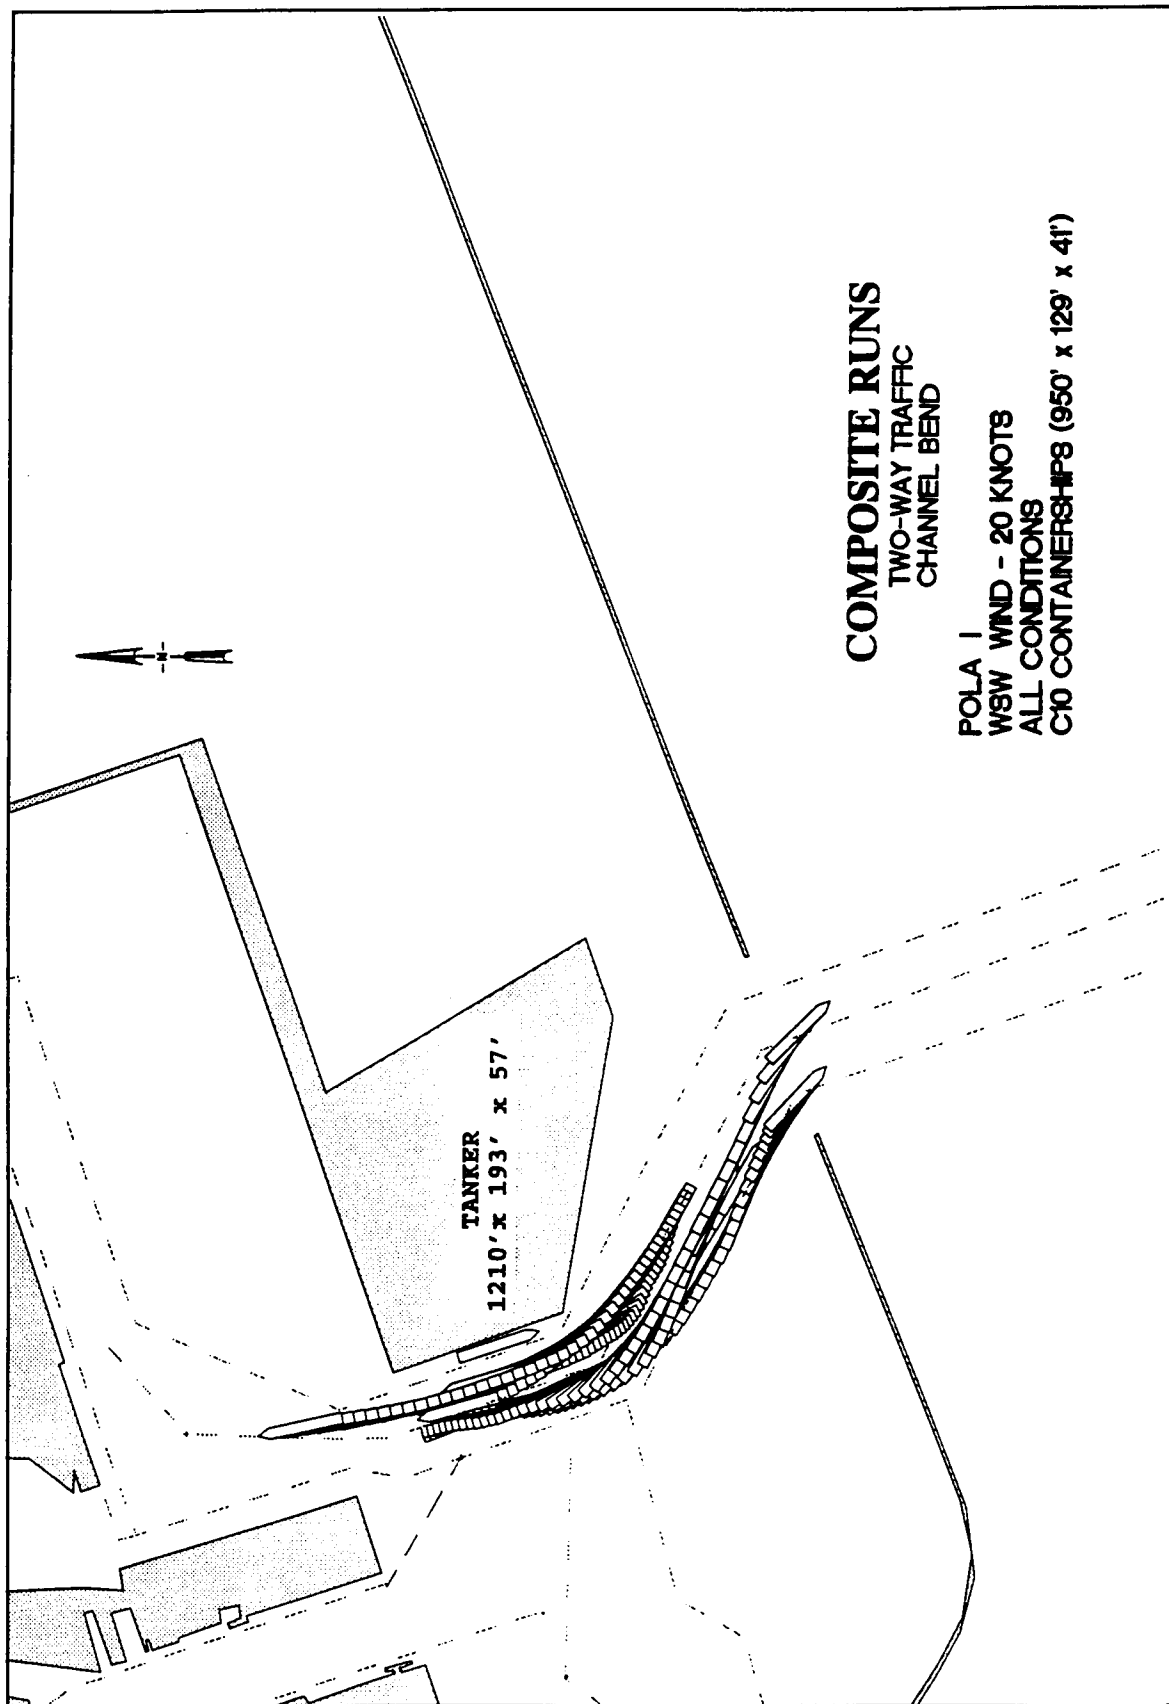 COMPOSITE RUNS
TWO-WAY TRAFFIC
CHANNEL BEND
POLA I
WSW WIND - 20 KNOTS
ALL CONDITIONS
C10 CONTAINERSHIPS (950' x 129' x 41')
TANKER
1210'x 193' x 57'
N